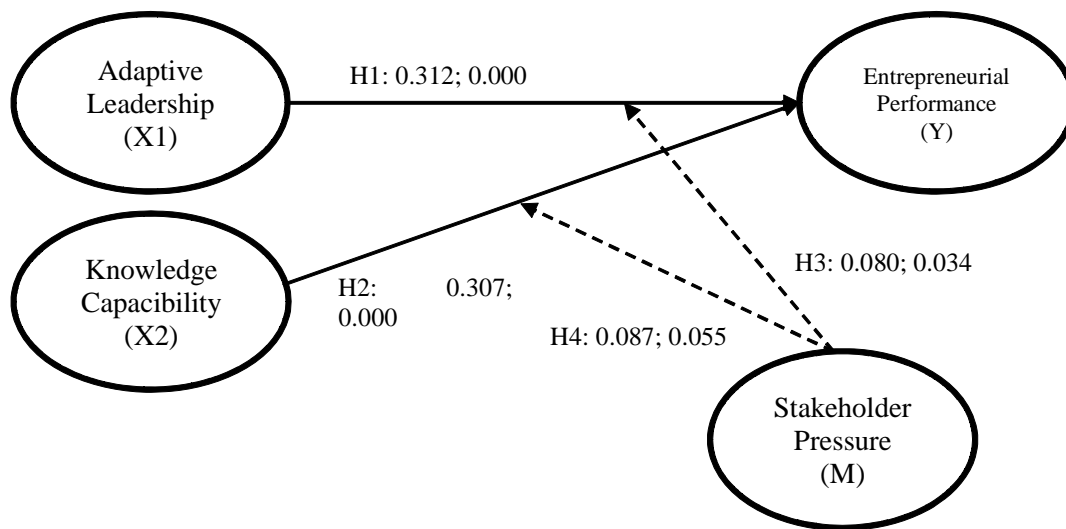 Adaptive
Leadership
(X1)
H1: 0.312; 0.000
Entrepreneurial
Performance
(Y)
Knowledge
Capacibility
(X2)
H2: 0.307;
0.000
H3: 0.080; 0.034
H4: 0.087; 0.055
Stakeholder
Pressure
(M)